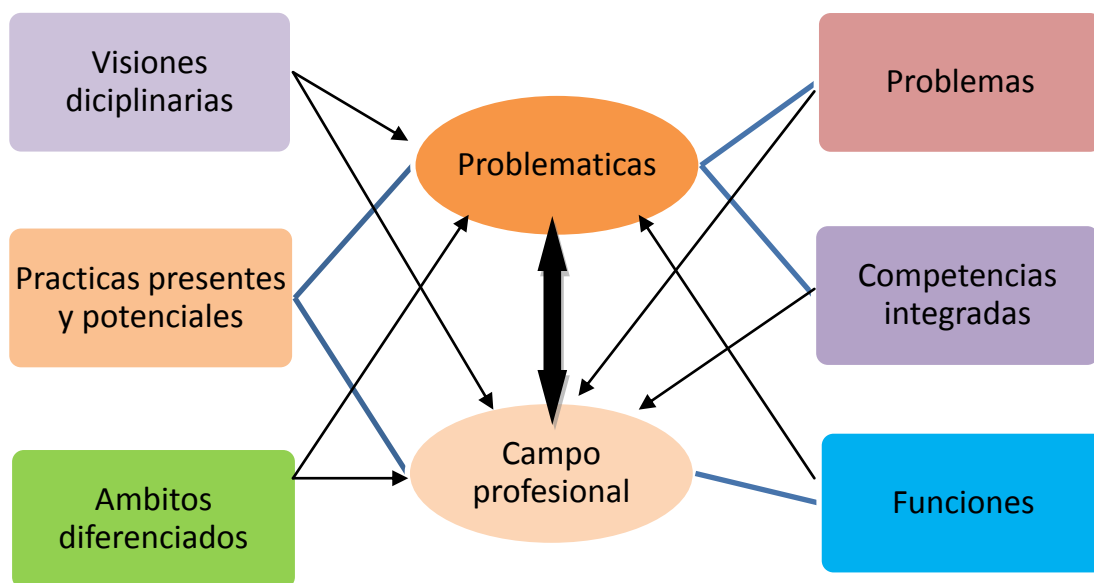 Visiones
diciplinarias
Problematicas
Problemas
Practicas presentes
y potenciales
Competencias
integradas
Ambitos
diferenciados
Campo
profesional
Funciones